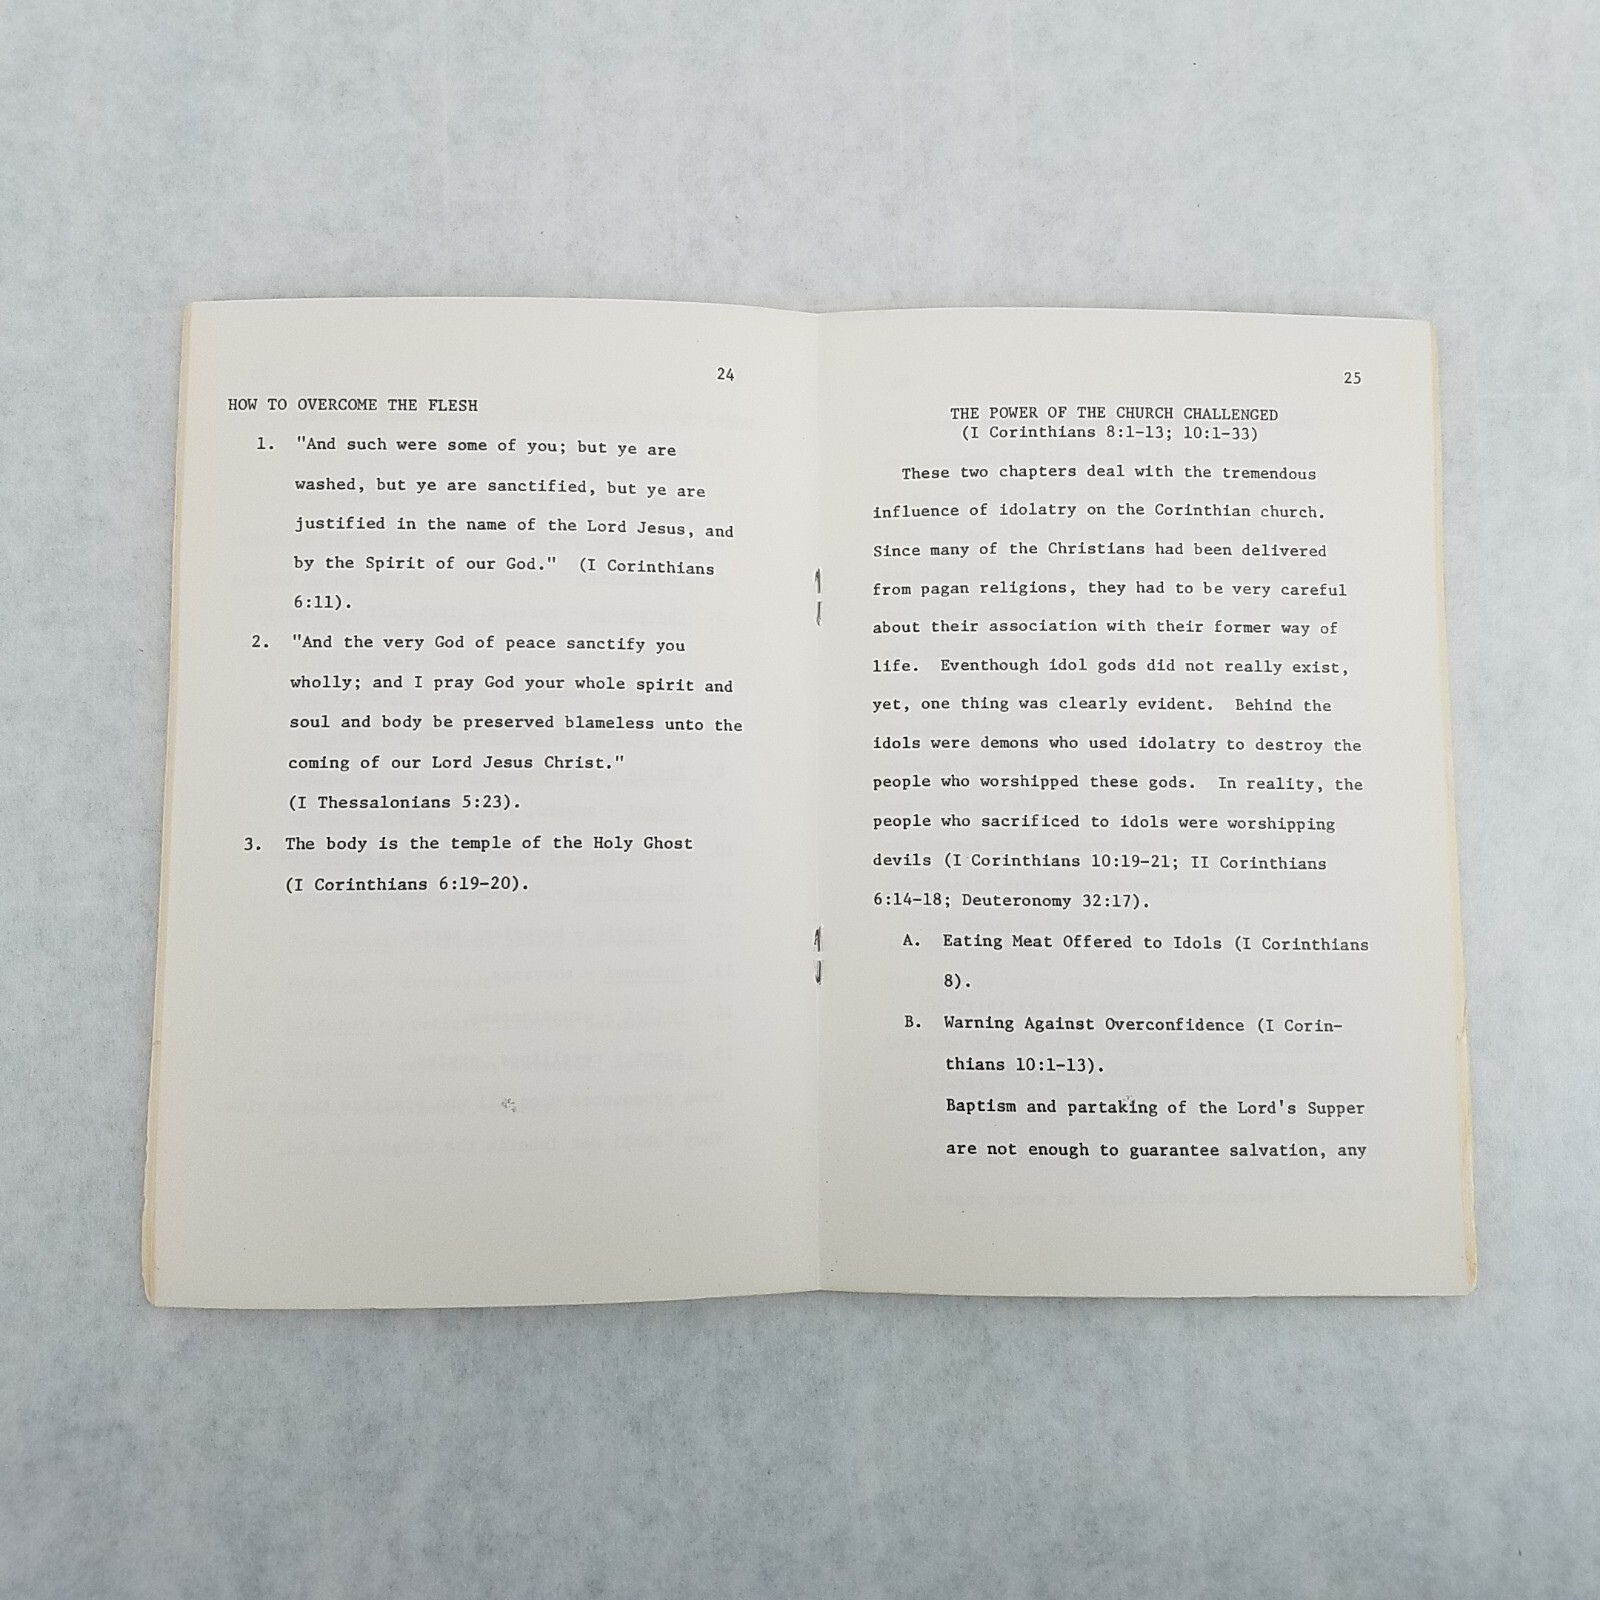 24
HOW TO OVERCOME THE FLESH
1. "And such were some of you; but ye are
washed, but ye are sanctified, but ye are
justified in the name of the Lord Jesus, and
by the Spirit of our God." (I Corinthians
6:11).
2. "And the very God of peace sanctify you
wholly; and I pray God your whole spirit and
soul and body be preserved blameless unto the
coming of our Lord Jesus Christ."
(I Thessalonians 5:23).
3. The body is the temple of the Holy Ghost
(I Corinthians 6:19-20).
25
THE POWER OF THE CHURCH CHALLENGED
(I Corinthians 8:1-13; 10:1-33)
These two chapters deal with the tremendous
influence of idolatry on the Corinthian church.
Since many of the Christians had been delivered
from pagan religions, they had to be very careful
about their association with their former way of
life. Eventhough idol gods did not really exist,
yet, one thing was clearly evident. Behind the
idols were demons who used idolatry to destroy the
people who worshipped these gods. In reality, the
people who sacrificed to idols were worshipping
devils (I Corinthians 10:19-21; II Corinthians
6:14-18; Deuteronomy 32:17).
A. Eating Meat Offered to Idols (I Corinthians
8).
B. Warning Against Overconfidence (I Corin-
thians 10:1-13).
Baptism and partaking of the Lord's Supper
are not enough to guarantee salvation, any